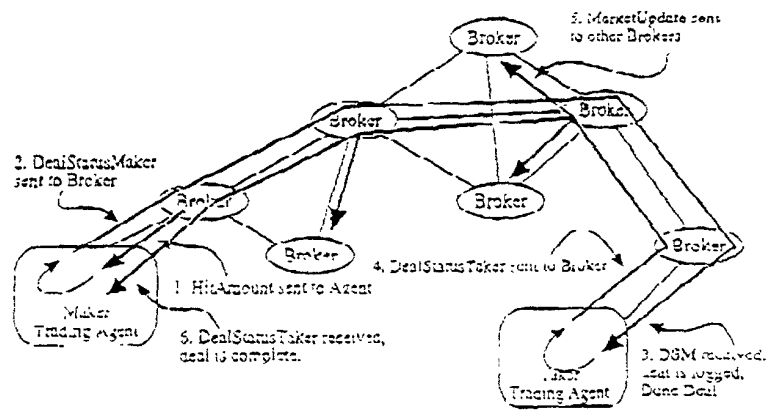 5. MarketUpdate sent
to other Brokers
Broker
Broker
Broker
2. DealStatusMaker
sent to Broker
Broker
Broker
Broker
Broker
4. DealStatusTaker sent to Broker
1. HitAmount sent to Agent
Maker
Trading Agent
6. DealStatusTaker received,
deal is complete.
3. DSM received,
deal is logged,
Done Deal
Taker
Trading Agent